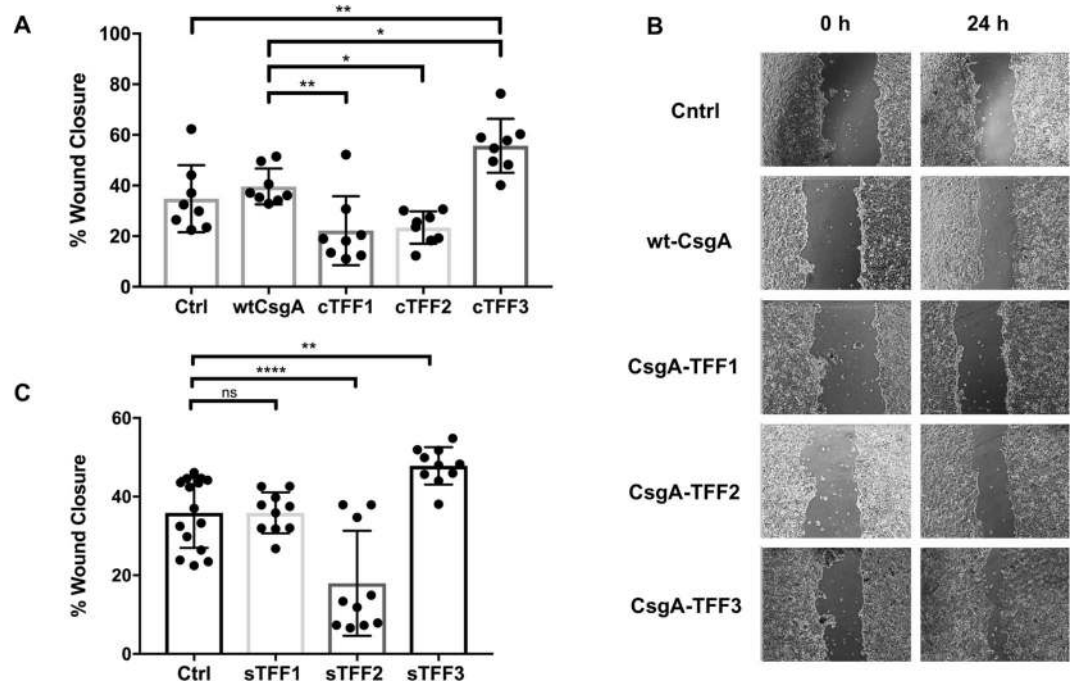 A
**
*
*
**
100
80
60
40
20
0
% Wound Closure
Ctrl wtCsgA cTFF1 cTFF2 cTFF3
C
**
****
ns
60
40
20
0
% Wound Closure
Ctrl sTFF1 sTFF2 sTFF3
B
0 h 24 h
Cntrl
wt-CsgA
CsgA-TFF1
CsgA-TFF2
CsgA-TFF3